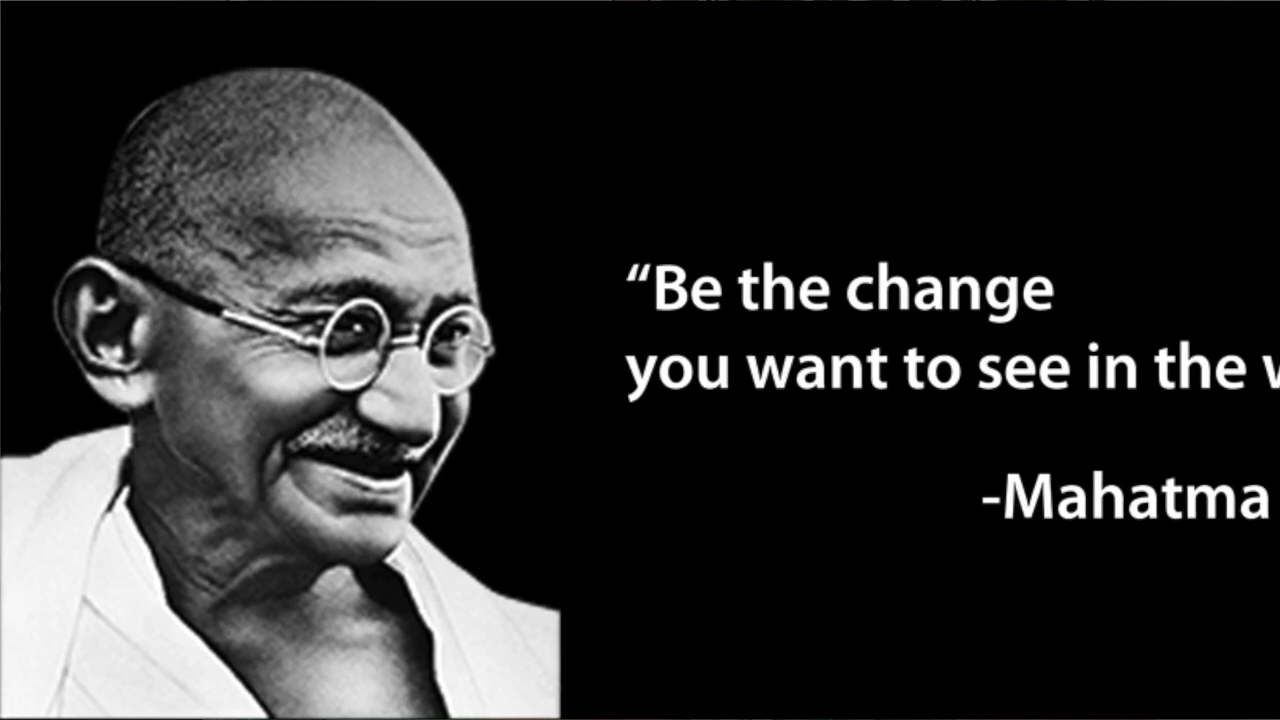 “Be the change
you want to see in the
-Mahatma